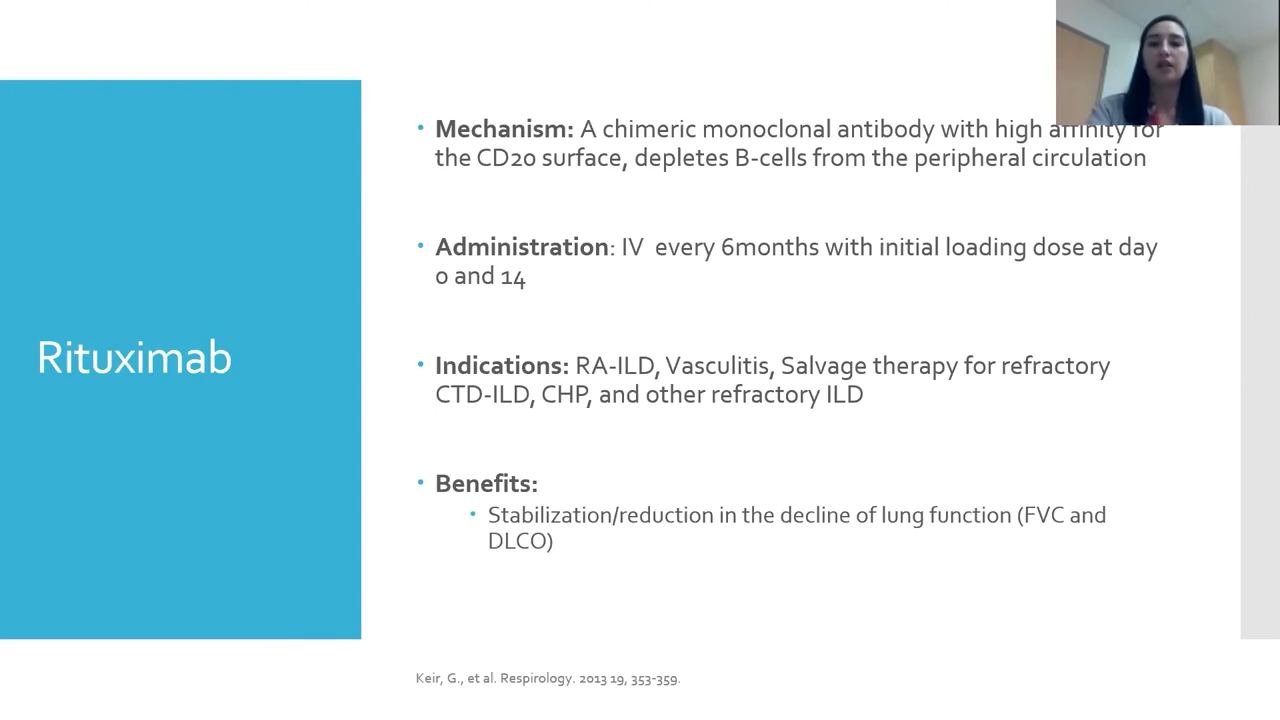 • Mechanism: A chimeric monoclonal antibody with high affinity for
the CD20 surface, depletes B-cells from the peripheral circulation
• Administration: IV  every 6months with initial loading dose at day
0 and 14
Rituximab
• Indications: RA-ILD, Vasculitis, Salvage therapy for refractory
CTD-ILD, CHP, and other refractory ILD
• Benefits:
• Stabilization/reduction in the decline of lung function (FVC and
DLCO)
Keir, G., et al. Respirology. 2013 19, 353-359.